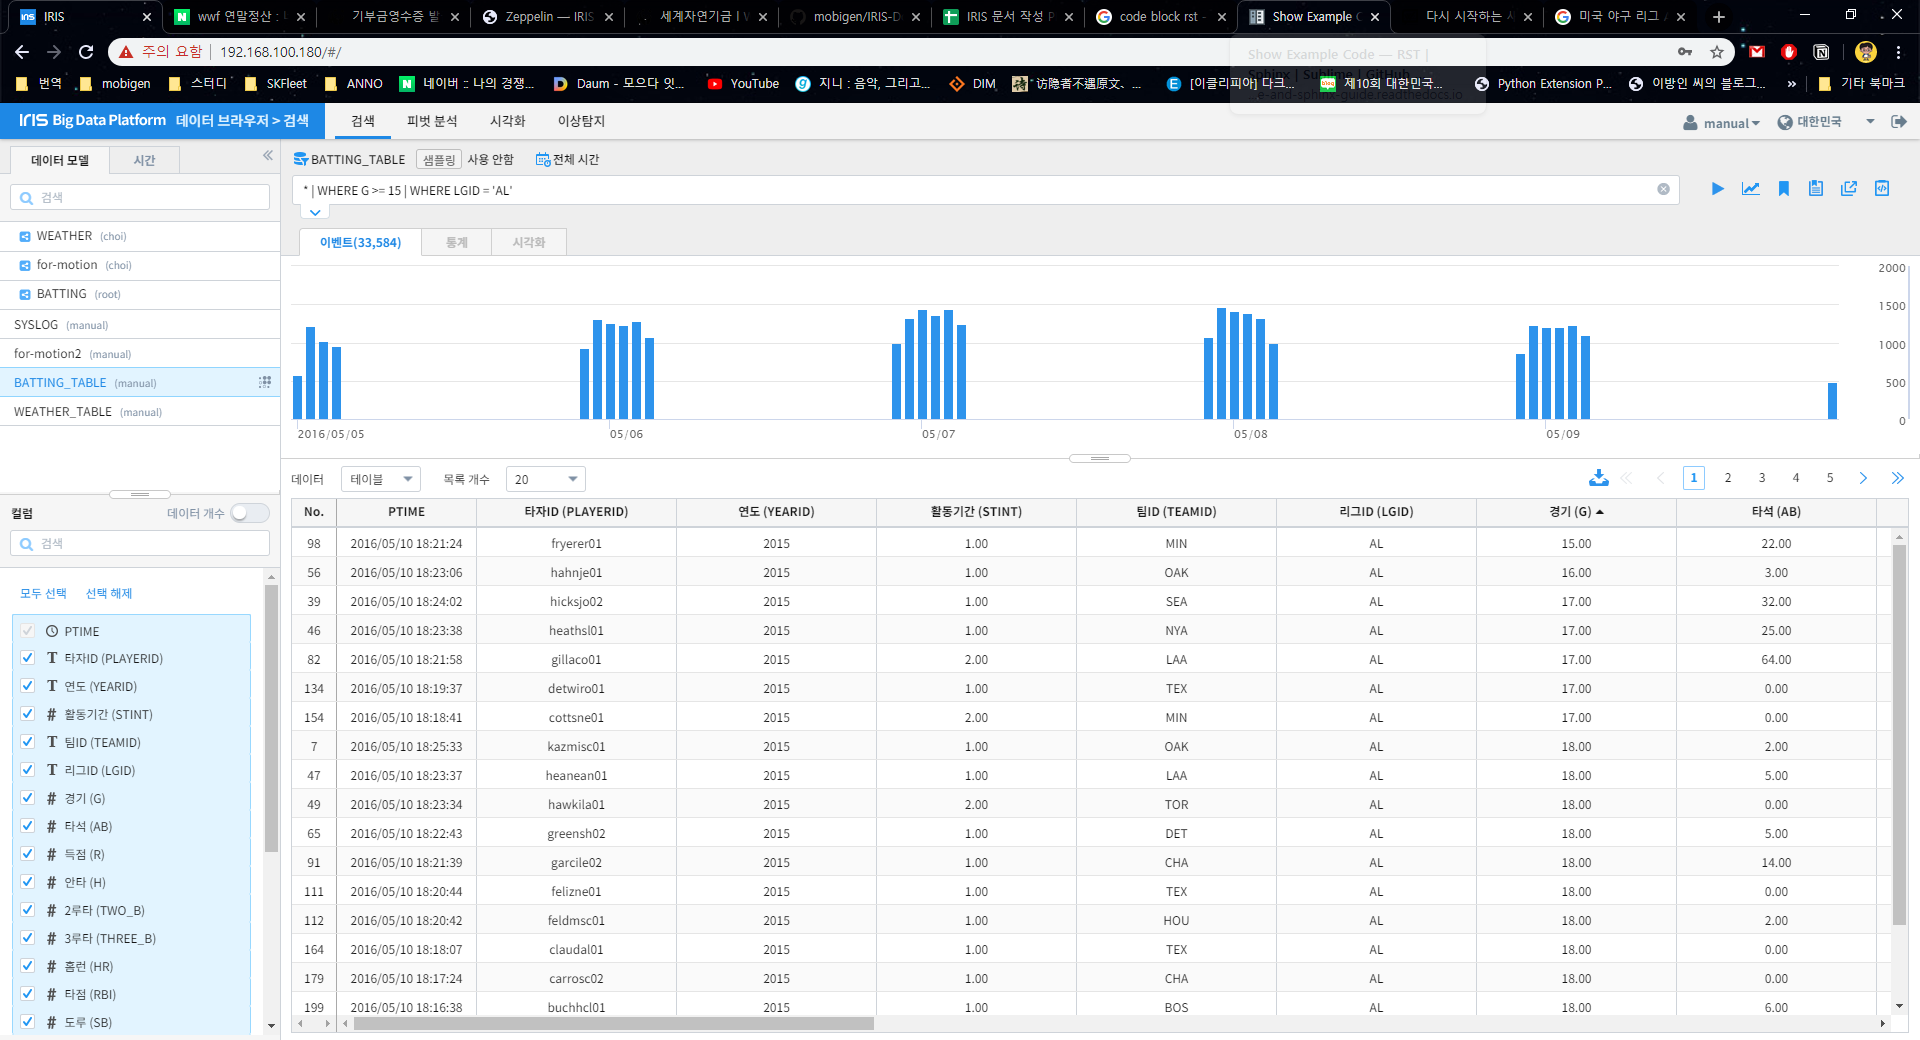 IRIS
wwf 연말정산 :
기부금영수증 발
Zeppelin — IRIS
세계자연기금 | V
mobigen/IRIS-D
IRIS 문서 작성 F
code block rst -
Show Example C
다시 시작하는 ㅅ
미국 야구 리그
주의 요함 | 192.168.100.180/#/
Show Example Code — RST |
Sphinx | Sublime | GitHub
번역
mobigen
스터디
SKFleet
ANNO
네이버 :: 나의 경쟁...
Daum - 모으다 잇...
YouTube
지니 : 음악, 그리고...
DIM
访隐者不遇原文、...
[이클리피아] 다크...
제10회 대한민국...
Python Extension P...
이방인 씨의 블로그...
»
기타 북마크
IRIS Big Data Platform 데이터 브라우저 > 검색
검색
피벗 분석
시각화
이상탐지
manual
대한민국
데이터 모델
시간
검색
WEATHER (choi)
for-motion (choi)
BATTING (root)
SYSLOG (manual)
for-motion2 (manual)
BATTING_TABLE (manual)
WEATHER_TABLE (manual)
컬럼
데이터 개수
검색
모두 선택 선택 해제
PTIME
T 타자ID (PLAYERID)
T 연도 (YEARID)
# 활동기간 (STINT)
T 팀ID (TEAMID)
T 리그ID (LGID)
# 경기 (G)
# 타석 (AB)
# 득점 (R)
# 안타 (H)
# 2루타 (TWO_B)
# 3루타 (THREE_B)
# 홈런 (HR)
# 타점 (RBI)
# 도루 (SB)
BATTING_TABLE 샘플링 사용 안함 전체 시간
* | WHERE G >= 15 | WHERE LGID = 'AL'
이벤트(33,584)
통계
시각화
2000
1500
1000
500
0
2016/05/05 05/06 05/07 05/08 05/09
데이터 테이블 목록 개수 20
1 2 3 4 5
No. PTIME 타자ID (PLAYERID) 연도 (YEARID) 활동기간 (STINT) 팀ID (TEAMID) 리그ID (LGID) 경기 (G) 타석 (AB)
98 2016/05/10 18:21:24 fryerer01 2015 1.00 MIN AL 15.00 22.00
56 2016/05/10 18:23:06 hahnje01 2015 1.00 OAK AL 16.00 3.00
39 2016/05/10 18:24:02 hicksjo02 2015 1.00 SEA AL 17.00 32.00
46 2016/05/10 18:23:38 heathsl01 2015 1.00 NYA AL 17.00 25.00
82 2016/05/10 18:21:58 gillaco01 2015 2.00 LAA AL 17.00 64.00
134 2016/05/10 18:19:37 detwiro01 2015 1.00 TEX AL 17.00 0.00
154 2016/05/10 18:18:41 cottsne01 2015 2.00 MIN AL 17.00 0.00
7 2016/05/10 18:25:33 kazmisc01 2015 1.00 OAK AL 18.00 2.00
47 2016/05/10 18:23:37 heanean01 2015 1.00 LAA AL 18.00 5.00
49 2016/05/10 18:23:34 hawkila01 2015 2.00 TOR AL 18.00 0.00
65 2016/05/10 18:22:43 greensh02 2015 1.00 DET AL 18.00 5.00
91 2016/05/10 18:21:39 garcile02 2015 1.00 CHA AL 18.00 14.00
111 2016/05/10 18:20:44 felizne01 2015 1.00 TEX AL 18.00 0.00
112 2016/05/10 18:20:42 feldmsc01 2015 1.00 HOU AL 18.00 2.00
164 2016/05/10 18:18:07 claudal01 2015 1.00 TEX AL 18.00 0.00
179 2016/05/10 18:17:24 carrosc02 2015 1.00 CHA AL 18.00 0.00
199 2016/05/10 18:16:38 buchhcl01 2015 1.00 BOS AL 18.00 6.00